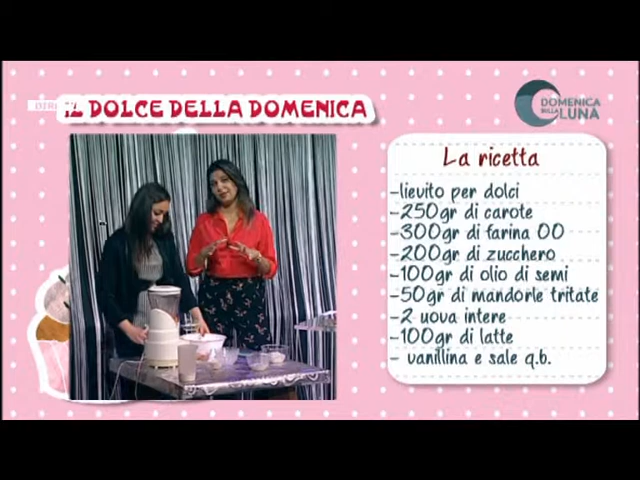 IL DOLCE DELLA DOMENICA
DOMENICA
SULLA
LUNA
La ricetta
-lievito per dolci
-250gr di carote
-300gr di farina 00
-200gr di zucchero
-100gr di olio di semi
-50gr di mandorle tritate
-2 uova intere
-100gr di latte
- vanillina e sale q.b.